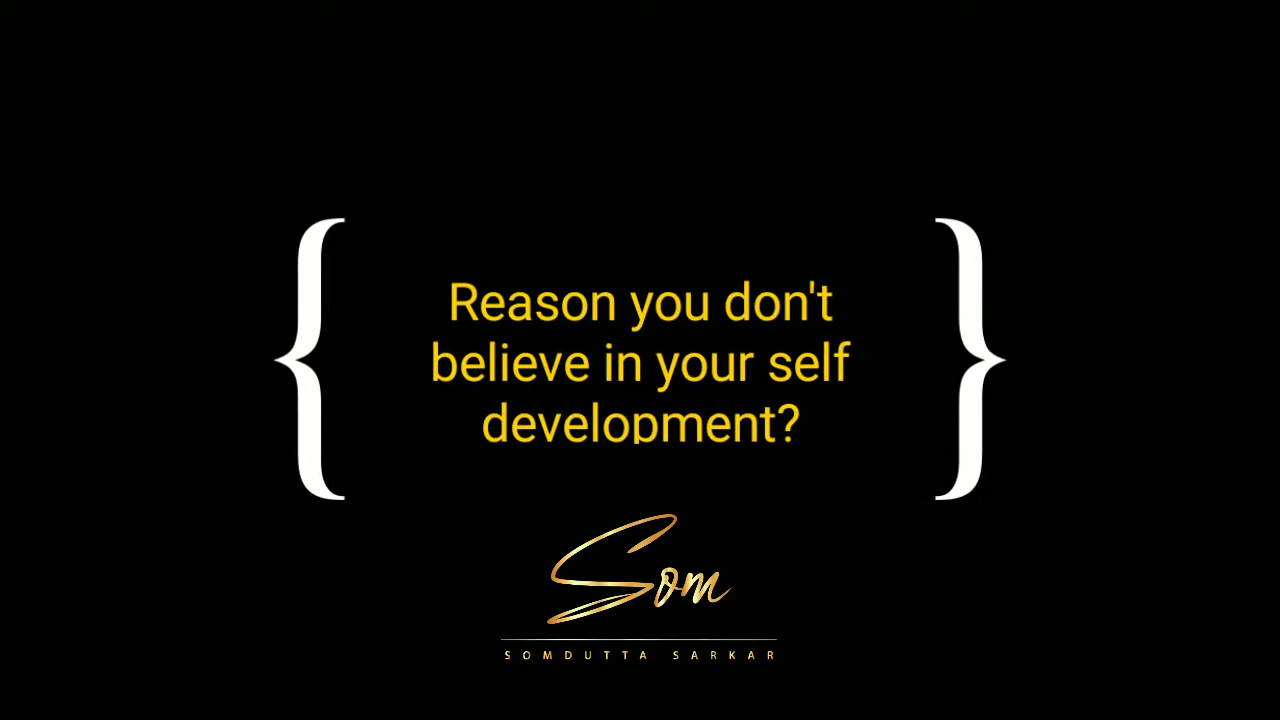 Reason you don't
believe in your self
development?
Som
SOMDUTTA SARKAR